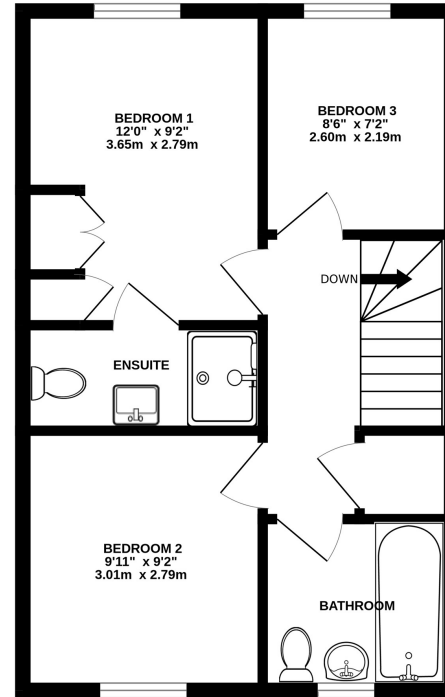 BEDROOM 1
12'0" x 9'2"
3.65m x 2.79m
BEDROOM 3
8'6" x 7'2"
2.60m x 2.19m
DOWN
ENSUITE
BEDROOM 2
9'11" x 9'2"
3.01m x 2.79m
BATHROOM